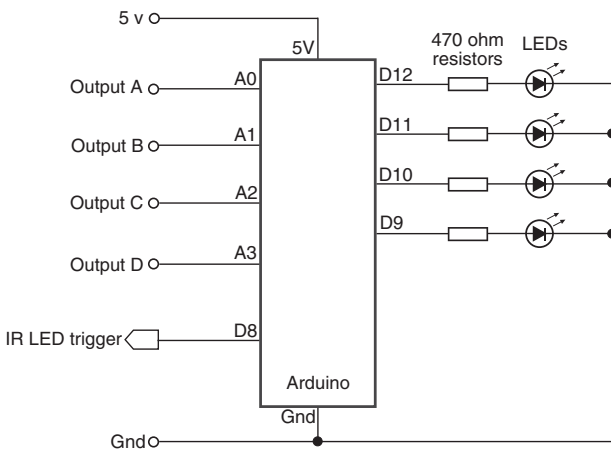 5 v
5V
470 ohm
resistors
LEDs
Output A
A0
D12
Output B
A1
D11
Output C
A2
D10
Output D
A3
D9
IR LED trigger
D8
Arduino
Gnd
Gnd